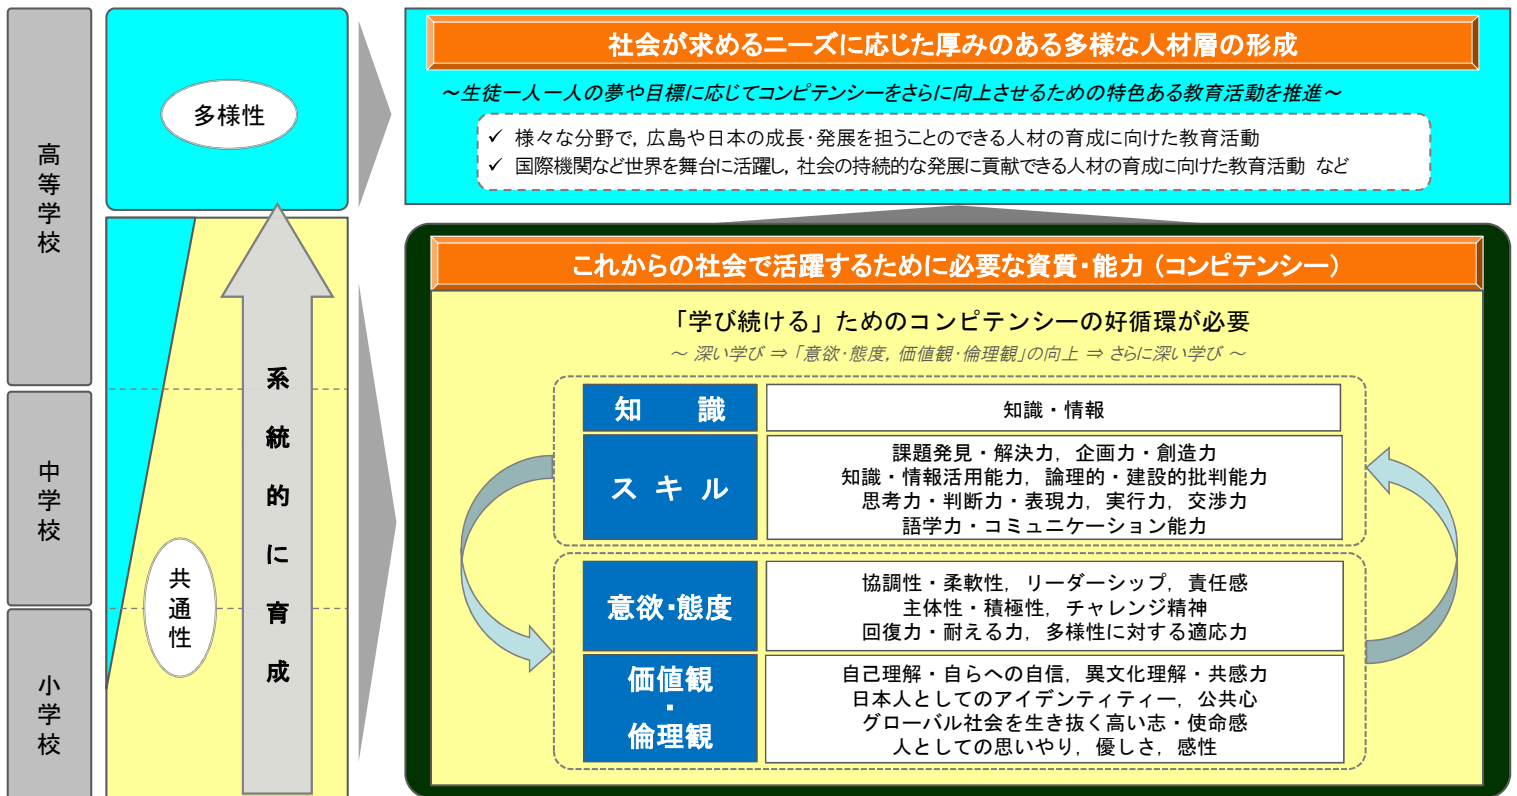 高等学校
中学校
小学校
多様性
共通性
系統的に育成
社会が求めるニーズに応じた厚みのある多様な人材層の形成
~生徒一人一人の夢や目標に応じてコンピテンシーをさらに向上させるための特色ある教育活動を推進~
✓ 様々な分野で，広島や日本の成長・発展を担うことのできる人材の育成に向けた教育活動
✓ 国際機関など世界を舞台に活躍し，社会の持続的な発展に貢献できる人材の育成に向けた教育活動 など
これからの社会で活躍するために必要な資質・能力（コンピテンシー）
「学び続ける」ためのコンピテンシーの好循環が必要
～ 深い学び ⇒「意欲・態度，価値観・倫理観」の向上 ⇒ さらに深い学び ～
知　識
知識・情報
スキル
課題発見・解決力，企画力・創造力
知識・情報活用能力，論理的・建設的批判能力
思考力・判断力・表現力，実行力，交渉力
語学力・コミュニケーション能力
意欲・態度
協調性・柔軟性，リーダーシップ，責任感
主体性・積極性，チャレンジ精神
回復力・耐える力，多様性に対する適応力
価値観
・
倫理観
自己理解・自らへの自信，異文化理解・共感力
日本人としてのアイデンティティー，公共心
グローバル社会を生き抜く高い志・使命感
人としての思いやり，優しさ，感性